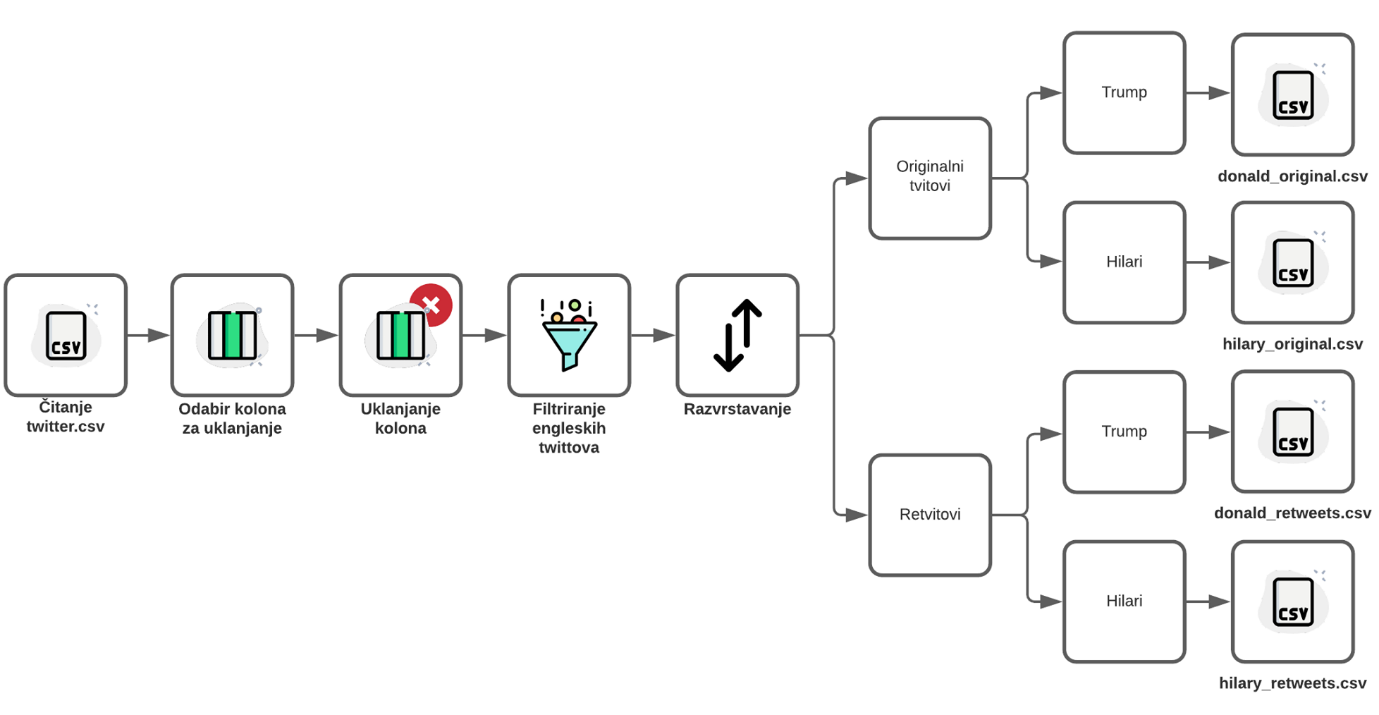 CSV
Čitanje
twitter.csv
Odabir kolona
za uklanjanje
Uklanjanje
kolona
Filtriranje
engleskih
twittova
Razvrstavanje
Originalni
tvitovi
Trump
CSV
donald_original.csv
Hilari
CSV
hilary_original.csv
Retvitovi
Trump
CSV
donald_retweets.csv
Hilari
CSV
hilary_retweets.csv